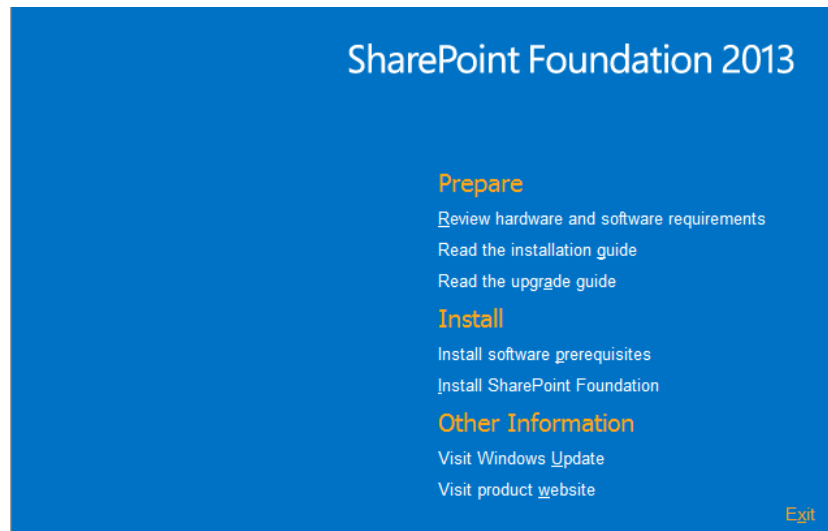 SharePoint Foundation 2013
Prepare
Review hardware and software requirements
Read the installation guide
Read the upgrade guide
Install
Install software prerequisites
Install SharePoint Foundation
Other Information
Visit Windows Update
Visit product website
Exit